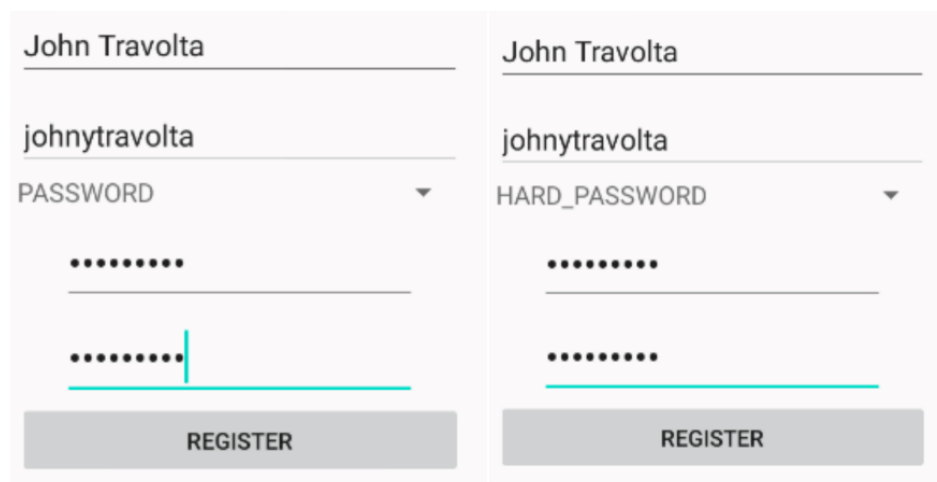 John Travolta
johnytravolta
PASSWORD
•••••••••
•••••••••
REGISTER
John Travolta
johnytravolta
HARD_PASSWORD
•••••••••
•••••••••
REGISTER